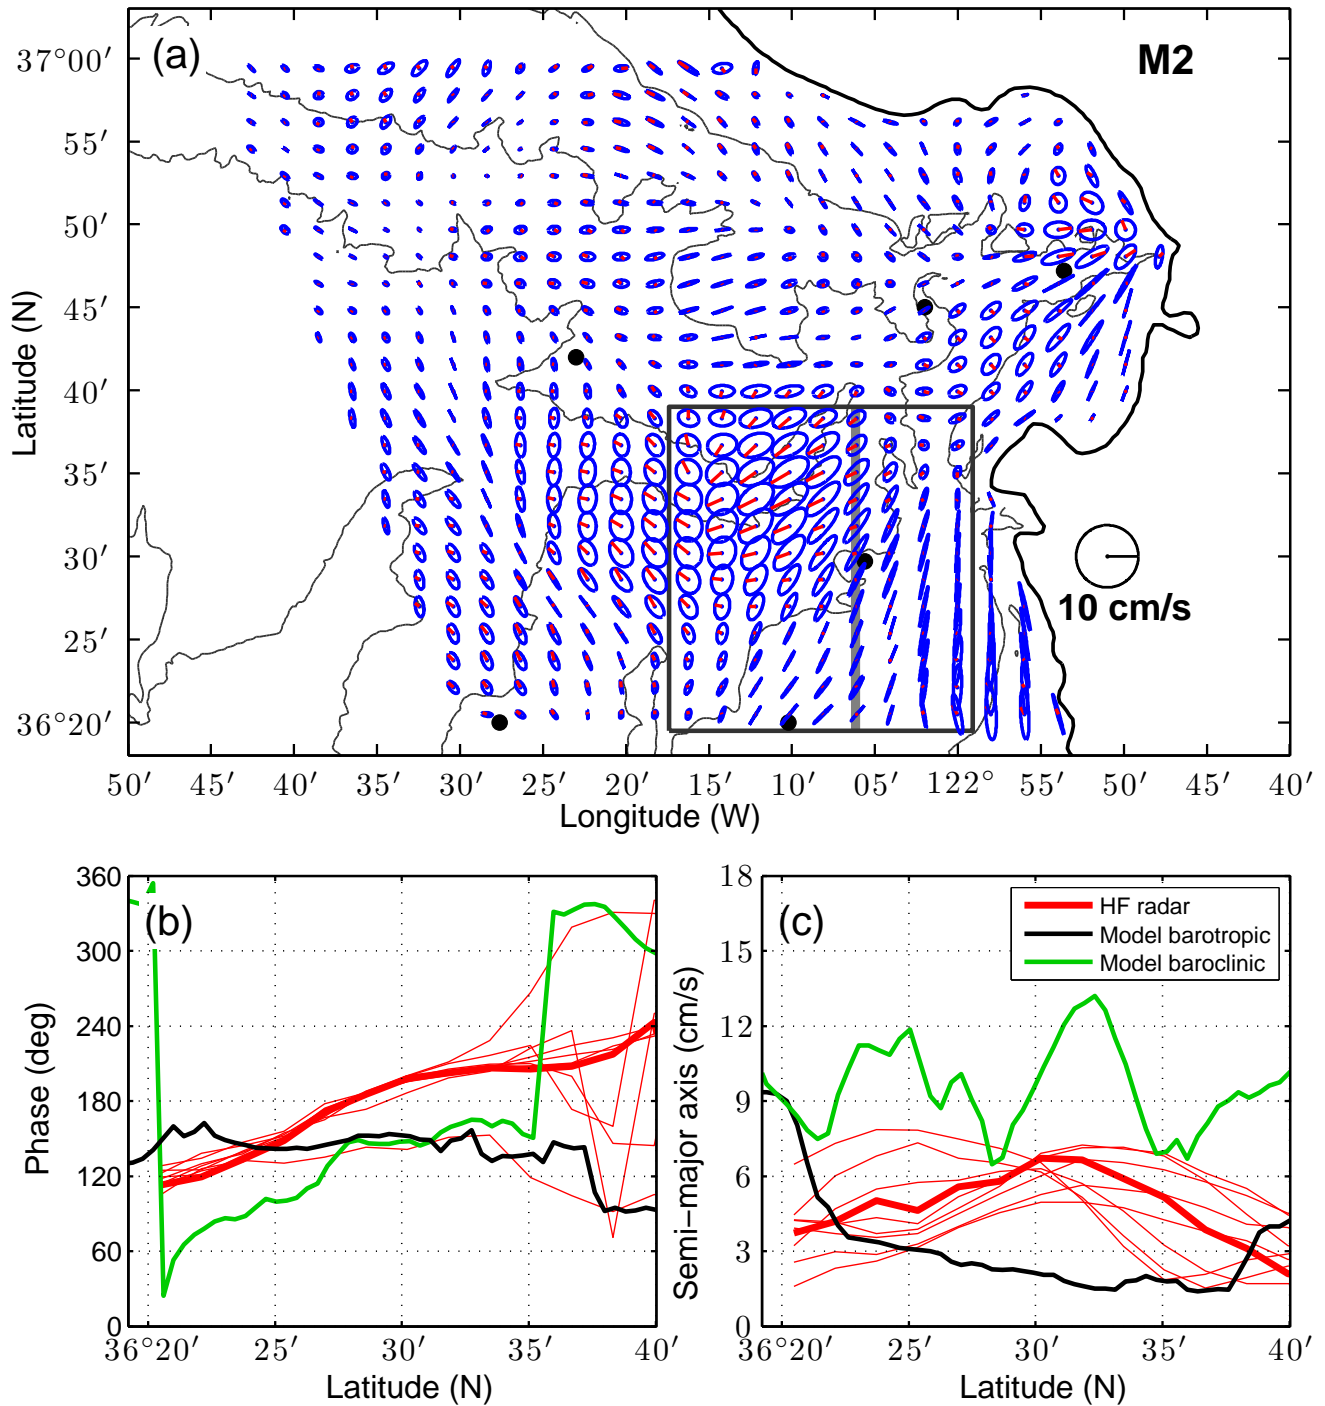 (a)
M2
37°00′
55′
50′
45′
40′
35′
30′
25′
36°20′
Latitude (N)
10 cm/s
50′ 45′ 40′ 35′ 30′ 25′ 20′ 15′ 10′ 05′ 122° 55′ 50′ 45′ 40′
Longitude (W)
(b)
360
300
240
180
120
60
0
Phase (deg)
36°20′ 25′ 30′ 35′ 40′
Latitude (N)
(c)
18
15
12
9
6
3
0
Semi−major axis (cm/s)
HF radar
Model barotropic
Model baroclinic
36°20′ 25′ 30′ 35′ 40′
Latitude (N)